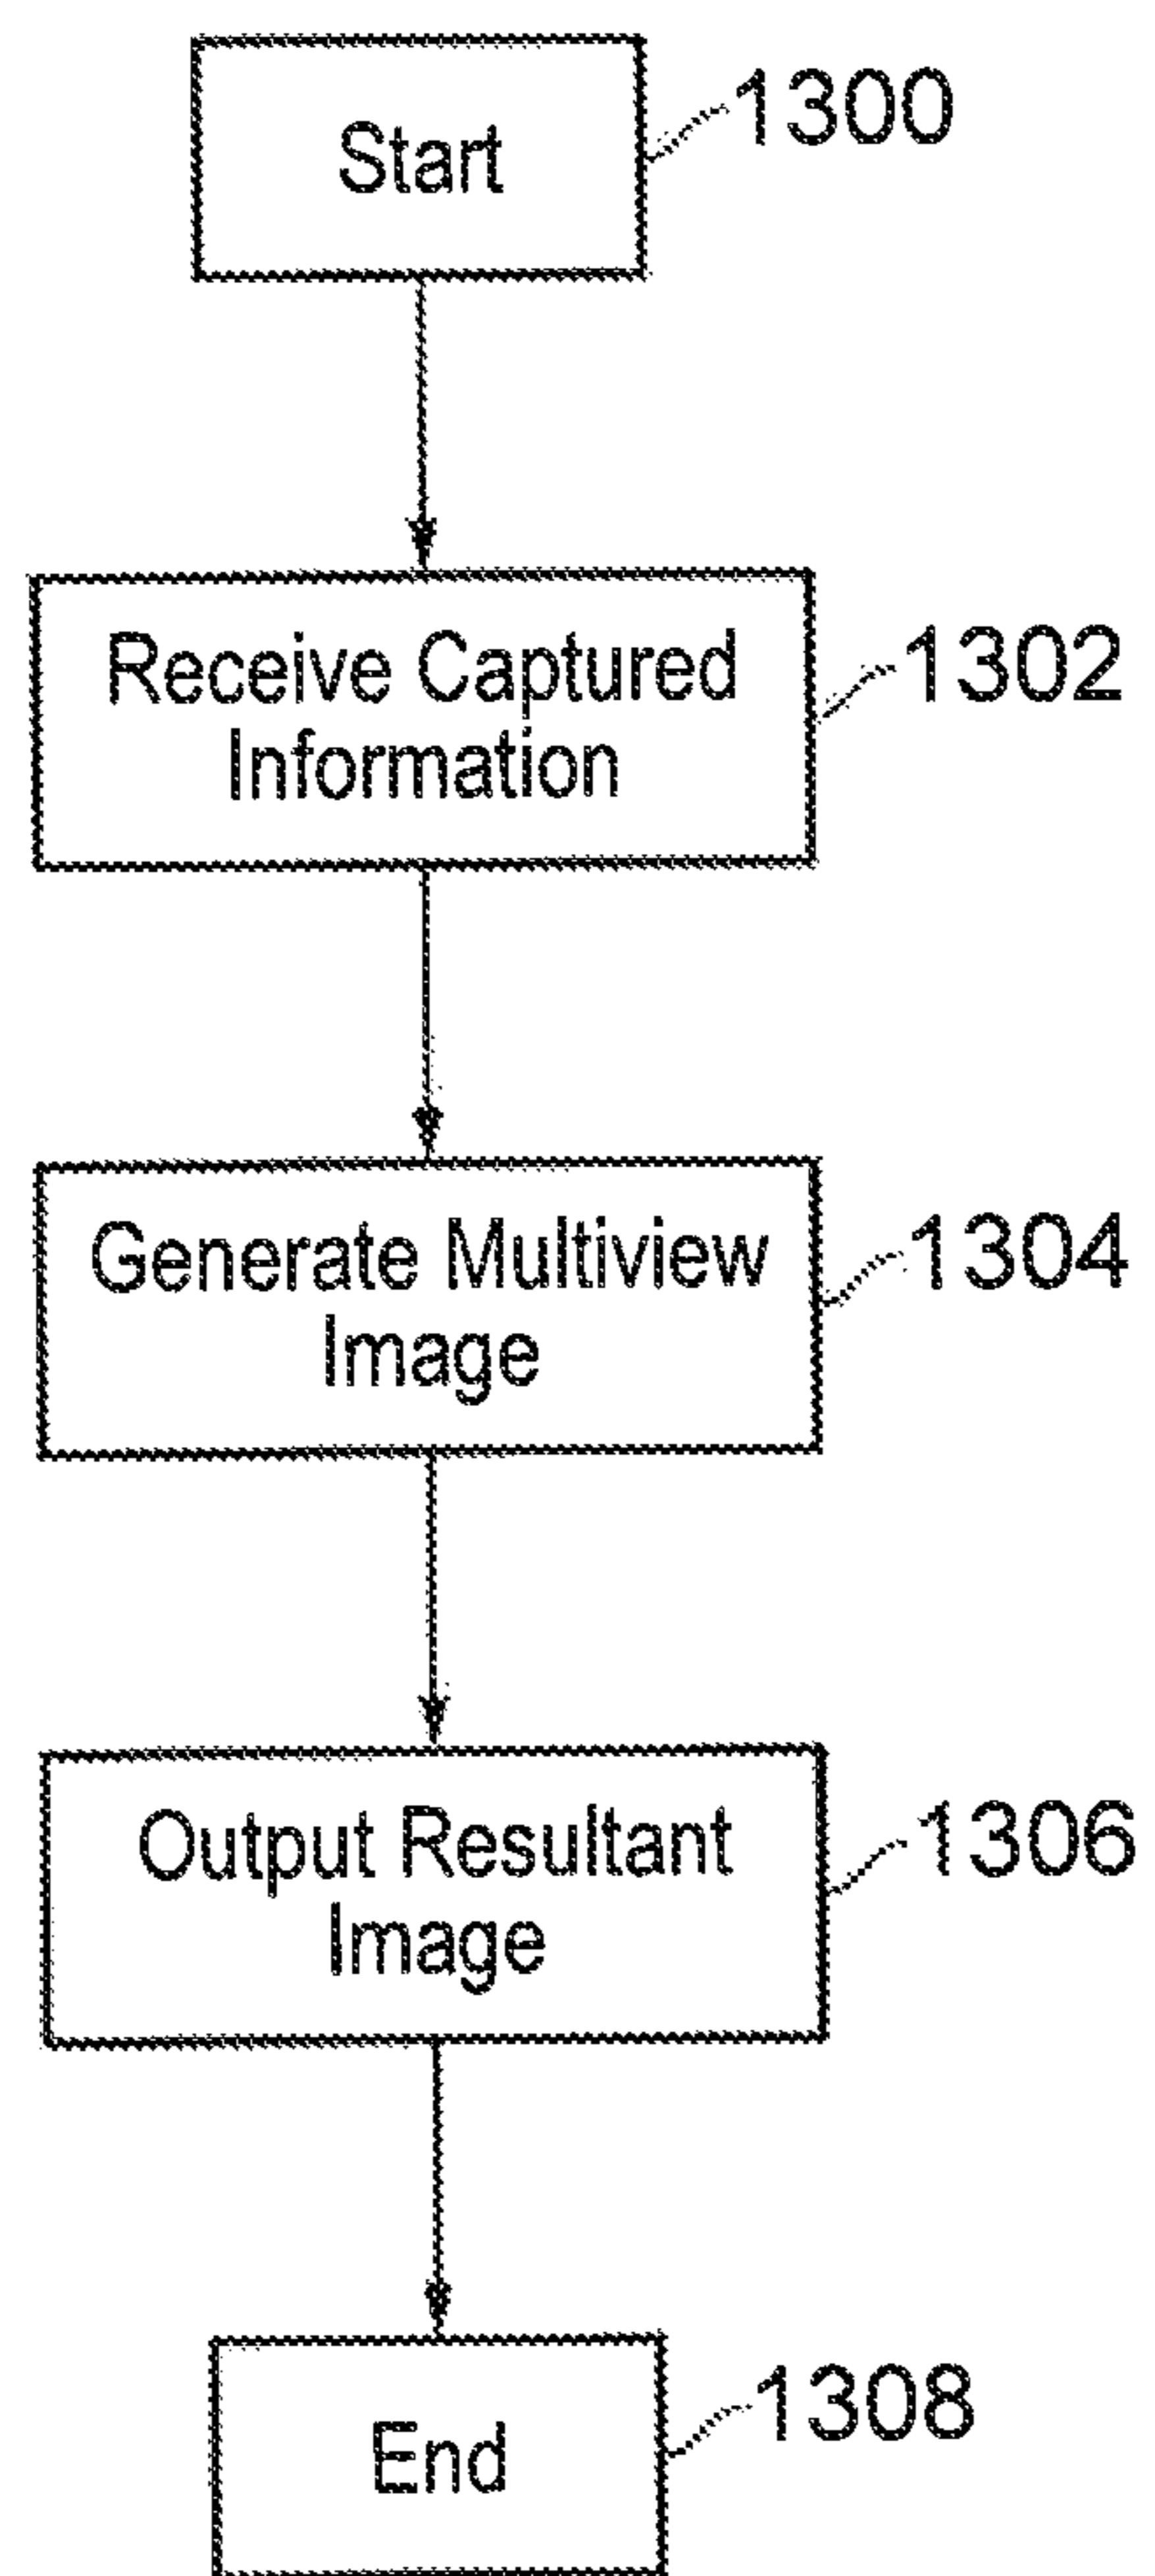 Start
1300
Receive Captured
Information
1302
Generate Multiview
Image
1304
Output Resultant
Image
1306
End
1308